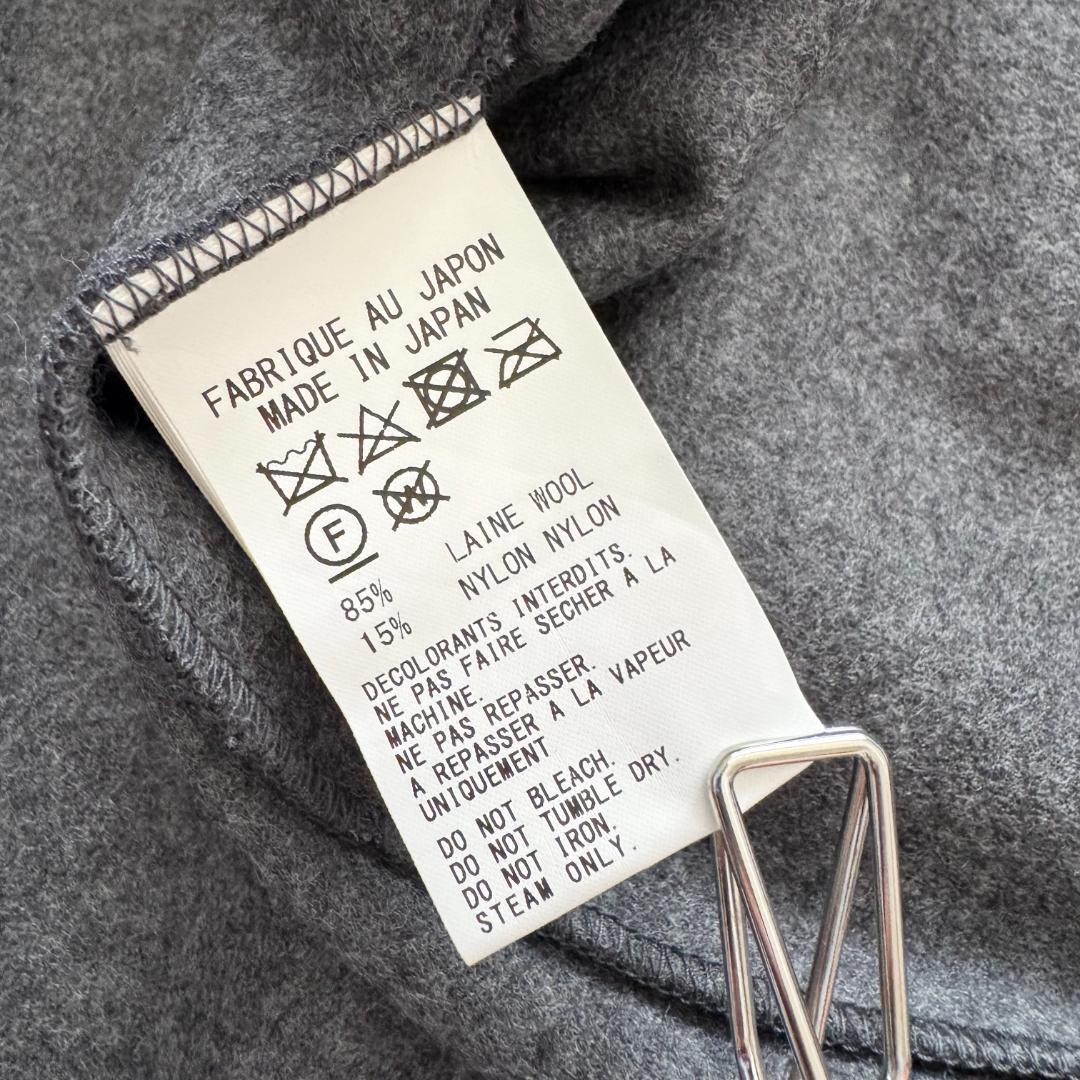 FABRIQUE AU JAPON
MADE IN JAPAN
F W
85% LAINE WOOL
15% NYLON NYLON
DECOLORANTS INTERDITS.
NE PAS FAIRE SECHER A LA
MACHINE.
NE PAS REPASSER.
A REPASSER A LA VAPEUR
UNIQUEMENT
DO NOT BLEACH.
DO NOT TUMBLE DRY.
DO NOT IRON.
STEAM ONLY.